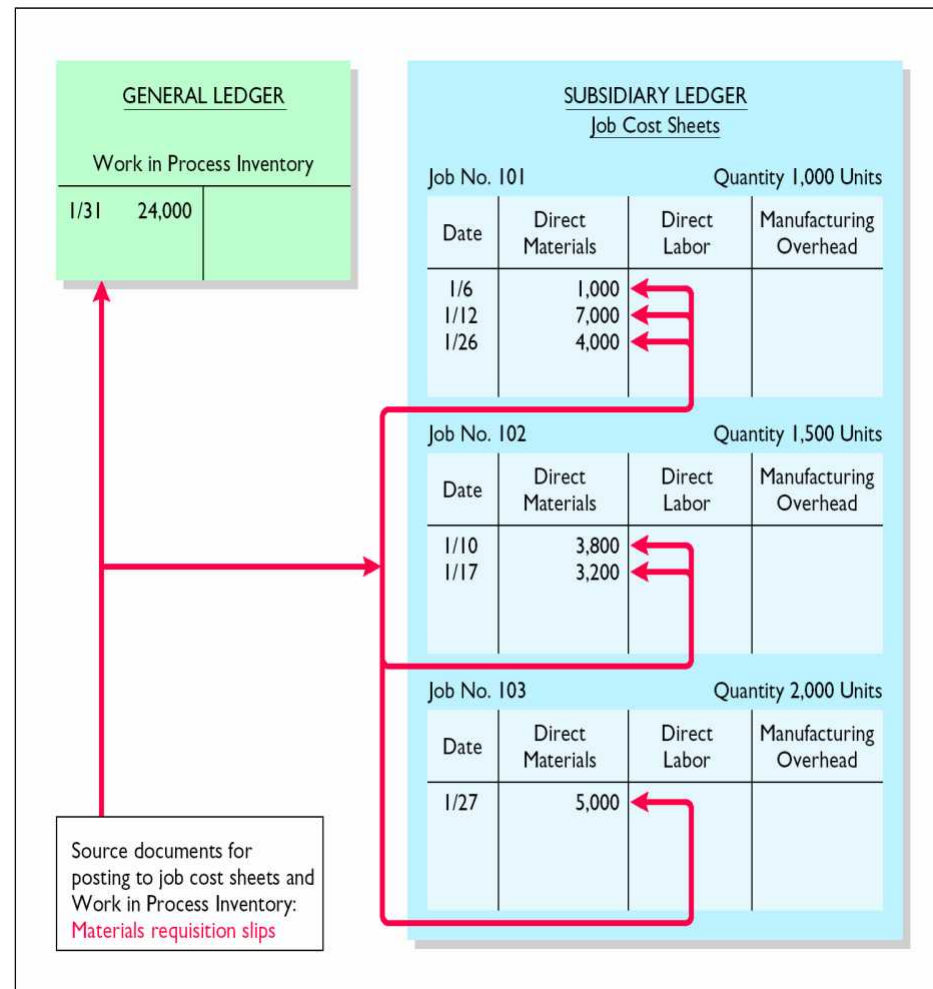 GENERAL LEDGER
Work in Process Inventory
1/31 24,000
Source documents for
posting to job cost sheets and
Work in Process Inventory:
Materials requisition slips
SUBSIDIARY LEDGER
Job Cost Sheets
Job No. 101 Quantity 1,000 Units
Date Direct Materials Direct Labor Manufacturing Overhead
1/6 1,000
1/12 7,000
1/26 4,000
Job No. 102 Quantity 1,500 Units
Date Direct Materials Direct Labor Manufacturing Overhead
1/10 3,800
1/17 3,200
Job No. 103 Quantity 2,000 Units
Date Direct Materials Direct Labor Manufacturing Overhead
1/27 5,000